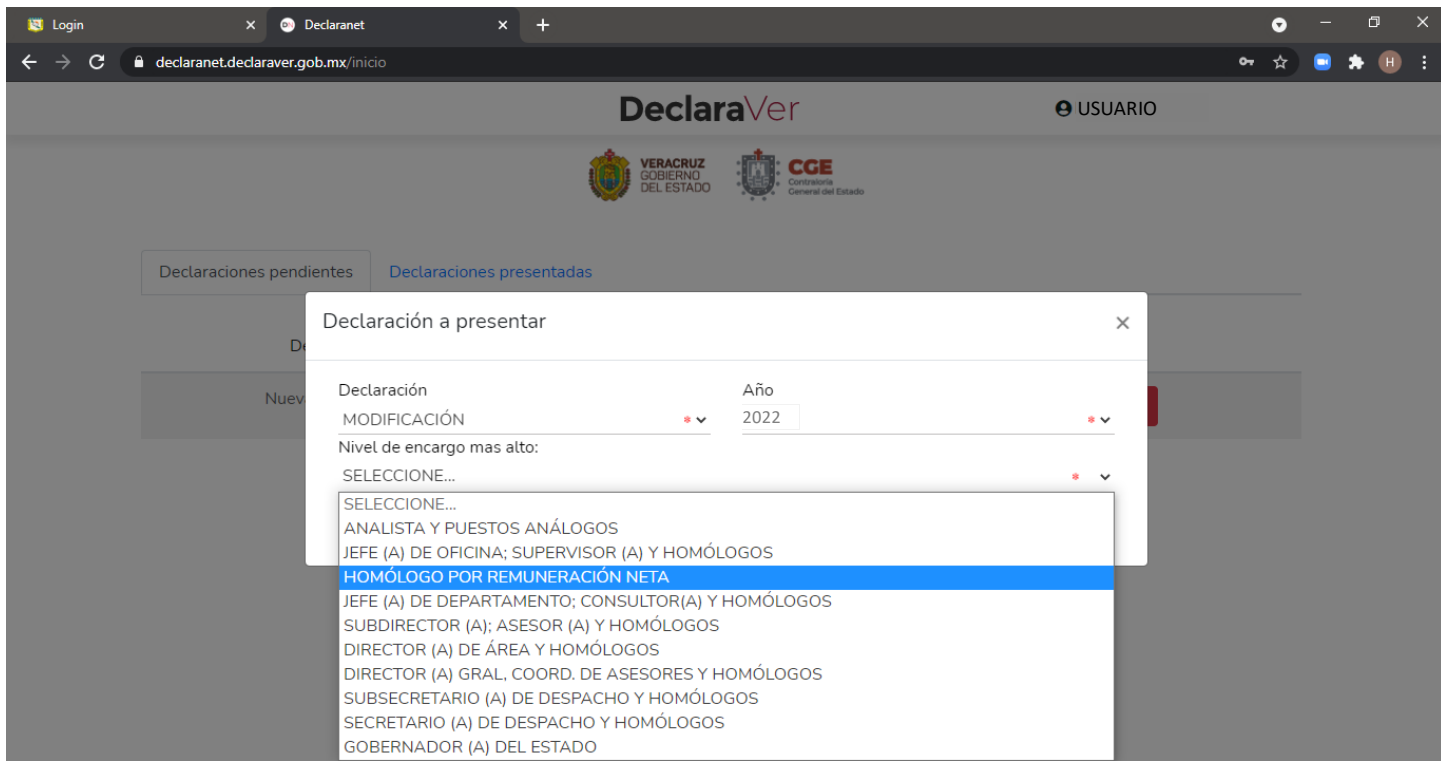 Login
Declaranet
declaranet.declaraver.gob.mx/inicio
H
DeclaraVer
USUARIO
VERACRUZ
GOBIERNO
DEL ESTADO
CGE
Contraloría
General del Estado
Declaraciones pendientes
Declaraciones presentadas
Declaración a presentar
De
Nuev
Declaración
Año
MODIFICACIÓN
*
2022
*
Nivel de encargo mas alto:
SELECCIONE...
*
SELECCIONE...
ANALISTA Y PUESTOS ANÁLOGOS
JEFE (A) DE OFICINA; SUPERVISOR (A) Y HOMÓLOGOS
HOMÓLOGO POR REMUNERACIÓN NETA
JEFE (A) DE DEPARTAMENTO; CONSULTOR(A) Y HOMÓLOGOS
SUBDIRECTOR (A); ASESOR (A) Y HOMÓLOGOS
DIRECTOR (A) DE ÁREA Y HOMÓLOGOS
DIRECTOR (A) GRAL, COORD. DE ASESORES Y HOMÓLOGOS
SUBSECRETARIO (A) DE DESPACHO Y HOMÓLOGOS
SECRETARIO (A) DE DESPACHO Y HOMÓLOGOS
GOBERNADOR (A) DEL ESTADO